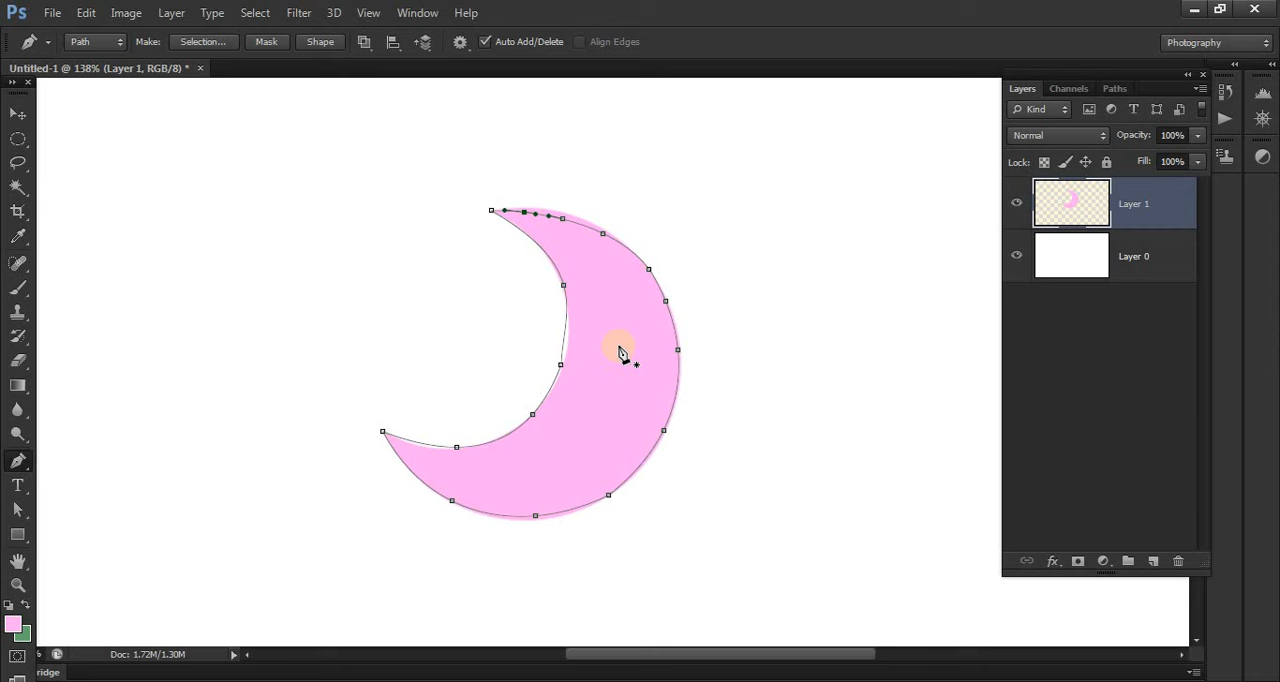 Ps File Edit Image Layer Type Select Filter 3D View Window Help
Path Make: Selection... Mask Shape Auto Add/Delete Align Edges Photography
Untitled-1 @ 138% (Layer 1, RGB/8) * ×
Layers Channels Paths
Kind
Normal Opacity: 100%
Lock: Fill: 100%
Layer 1
Layer 0
T
% Doc: 1.72M/1.30M
ridge